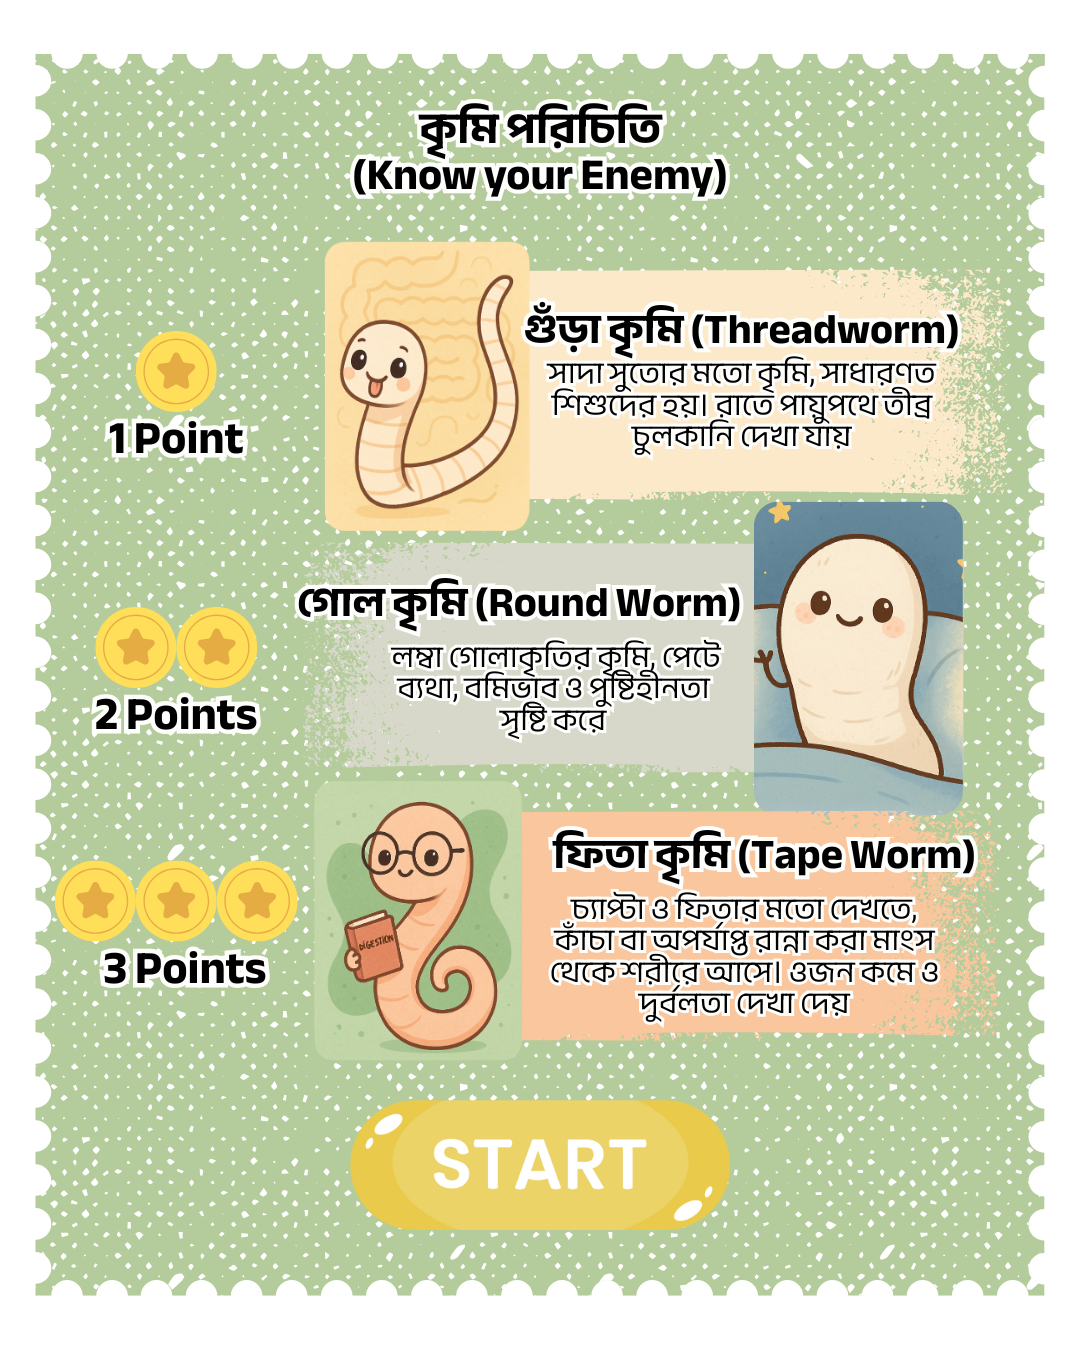 কৃমি পরিচিতি
(Know your Enemy)
গুঁড়া কৃমি (Threadworm)
সাদা সুতোর মতো কৃমি, সাধারণত
শিশুদের হয়। রাতে পায়ুপথে তীব্র
চুলকানি দেখা যায়
1 Point
গোল কৃমি (Round Worm)
লম্বা গোলাকৃতির কৃমি, পেটে
ব্যথা, বমিভাব ও পুষ্টিহীনতা
সৃষ্টি করে
2 Points
ফিতা কৃমি (Tape Worm)
চ্যাপ্টা ও ফিতার মতো দেখতে,
কাঁচা বা অপর্যাপ্ত রান্না করা মাংস
থেকে শরীরে আসে। ওজন কমে ও
দুর্বলতা দেখা দেয়
DIGESTION
3 Points
START